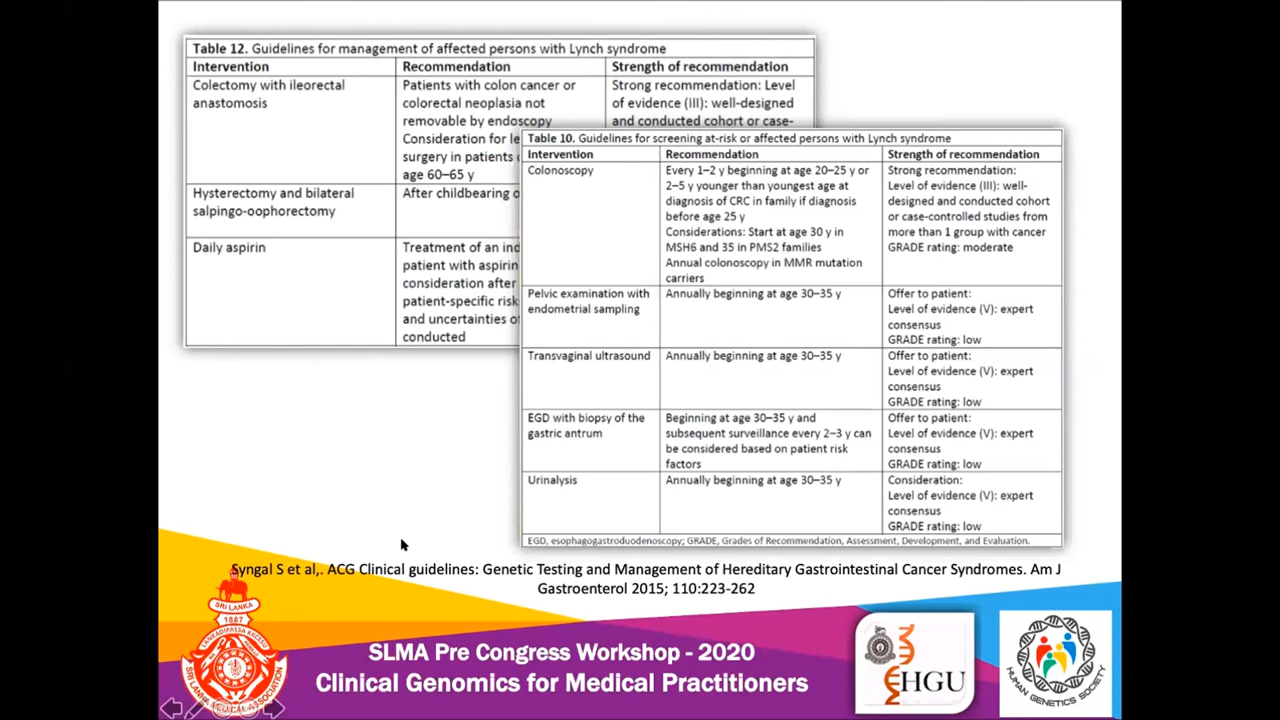 Table 12. Guidelines for management of affected persons with Lynch syndrome
Intervention Recommendation Strength of recommendation
Colectomy with ileorectal
anastomosis
Patients with colon cancer or
colorectal neoplasia not
removable by endoscopy
Consideration for le
surgery in patients
age 60–65 y
Strong recommendation: Level
of evidence (III): well-designed
and conducted cohort or case-
Hysterectomy and bilateral
salpingo-oophorectomy
After childbearing
Daily aspirin
Treatment of an ind
patient with aspirin
consideration after
patient-specific risk
and uncertainties of
conducted
Table 10. Guidelines for screening at-risk or affected persons with Lynch syndrome
Intervention Recommendation Strength of recommendation
Colonoscopy
Every 1–2 y beginning at age 20–25 y or
2–5 y younger than youngest age at
diagnosis of CRC in family if diagnosis
before age 25 y
Considerations: Start at age 30 y in
MSH6 and 35 in PMS2 families
Annual colonoscopy in MMR mutation
carriers
Strong recommendation:
Level of evidence (III): well-
designed and conducted cohort
or case-controlled studies from
more than 1 group with cancer
GRADE rating: moderate
Pelvic examination with
endometrial sampling
Annually beginning at age 30–35 y
Offer to patient:
Level of evidence (V): expert
consensus
GRADE rating: low
Transvaginal ultrasound
Annually beginning at age 30–35 y
Offer to patient:
Level of evidence (V): expert
consensus
GRADE rating: low
EGD with biopsy of the
gastric antrum
Beginning at age 30–35 y and
subsequent surveillance every 2–3 y can
be considered based on patient risk
factors
Offer to patient:
Level of evidence (V): expert
consensus
GRADE rating: low
Urinalysis
Annually beginning at age 30–35 y
Consideration:
Level of evidence (V): expert
consensus
GRADE rating: low
EGD, esophagogastroduodenoscopy; GRADE, Grades of Recommendation, Assessment, Development, and Evaluation.
Syngal S et al,. ACG Clinical guidelines: Genetic Testing and Management of Hereditary Gastrointestinal Cancer Syndromes. Am J
Gastroenterol 2015; 110:223-262
SRI LANKA
1887
SRI LANKA MEDICAL ASSOCIATION
SLMA Pre Congress Workshop - 2020
Clinical Genomics for Medical Practitioners
HGU
HUMAN GENETICS SOCIETY